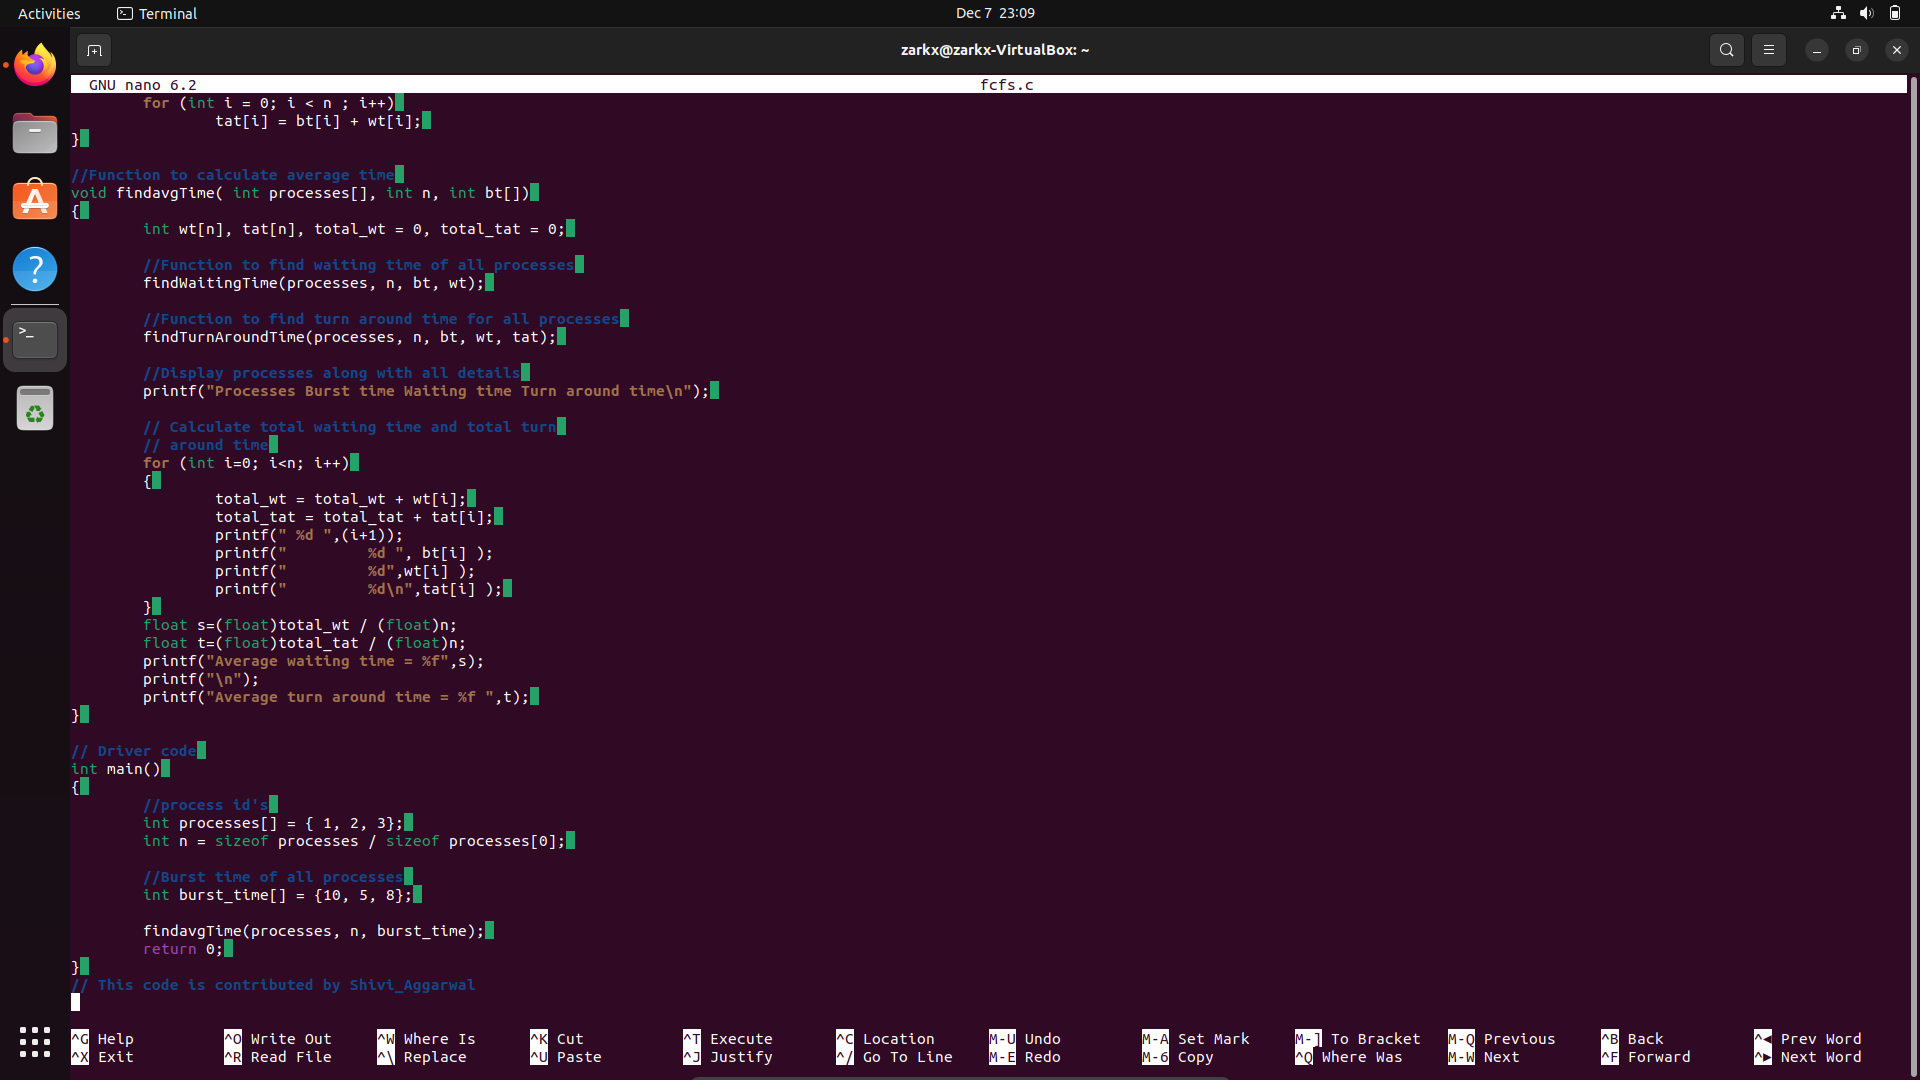 Activities Terminal Dec 7 23:09
zarkx@zarkx-VirtualBox: ~
GNU nano 6.2 fcfs.c
        for (int i = 0; i < n ; i++)
                tat[i] = bt[i] + wt[i];
}

//Function to calculate average time
void findavgTime( int processes[], int n, int bt[])
{
        int wt[n], tat[n], total_wt = 0, total_tat = 0;

        //Function to find waiting time of all processes
        findWaitingTime(processes, n, bt, wt);

        //Function to find turn around time for all processes
        findTurnAroundTime(processes, n, bt, wt, tat);

        //Display processes along with all details
        printf("Processes Burst time Waiting time Turn around time\n");

        // Calculate total waiting time and total turn
        // around time
        for (int i=0; i<n; i++)
        {
                total_wt = total_wt + wt[i];
                total_tat = total_tat + tat[i];
                printf(" %d ",(i+1));
                printf("         %d ", bt[i] );
                printf("         %d",wt[i] );
                printf("         %d\n",tat[i] );
        }
        float s=(float)total_wt / (float)n;
        float t=(float)total_tat / (float)n;
        printf("Average waiting time = %f",s);
        printf("\n");
        printf("Average turn around time = %f ",t);
}

// Driver code
int main()
{
        //process id's
        int processes[] = { 1, 2, 3};
        int n = sizeof processes / sizeof processes[0];

        //Burst time of all processes
        int burst_time[] = {10, 5, 8};

        findavgTime(processes, n, burst_time);
        return 0;
}
// This code is contributed by Shivi_Aggarwal
^G Help ^O Write Out ^W Where Is ^K Cut ^T Execute ^C Location M-U Undo M-A Set Mark M-] To Bracket M-Q Previous ^B Back ^◀ Prev Word
^X Exit ^R Read File ^\ Replace ^U Paste ^J Justify ^/ Go To Line M-E Redo M-6 Copy ^Q Where Was M-W Next ^F Forward ^▶ Next Word